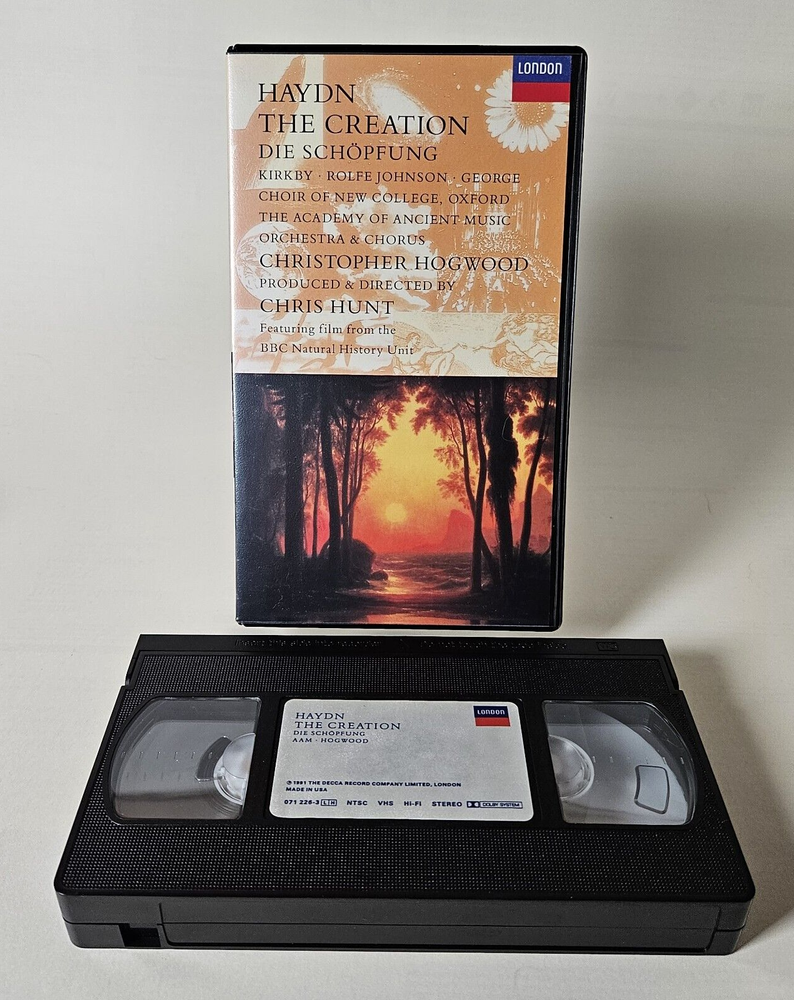 LONDON
HAYDN
THE CREATION
DIE SCHÖPFUNG
KIRKBY · ROLFE JOHNSON · GEORGE
CHOIR OF NEW COLLEGE, OXFORD
THE ACADEMY OF ANCIENT MUSIC
ORCHESTRA & CHORUS
CHRISTOPHER HOGWOOD
PRODUCED & DIRECTED BY
CHRIS HUNT
Featuring film from the
BBC Natural History Unit
HAYDN
THE CREATION
DIE SCHÖPFUNG
AAM · HOGWOOD
LONDON
℗ 1991 THE DECCA RECORD COMPANY LIMITED, LONDON
MADE IN USA
071 226-3 LH NTSC VHS Hi-Fi STEREO DOLBY SYSTEM